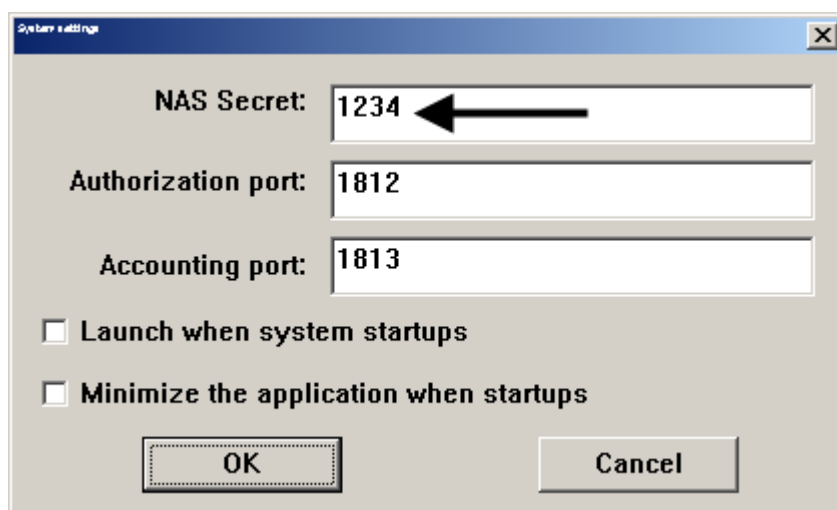 System settings
NAS Secret: 1234
Authorization port: 1812
Accounting port: 1813
Launch when system startups
Minimize the application when startups
OK Cancel